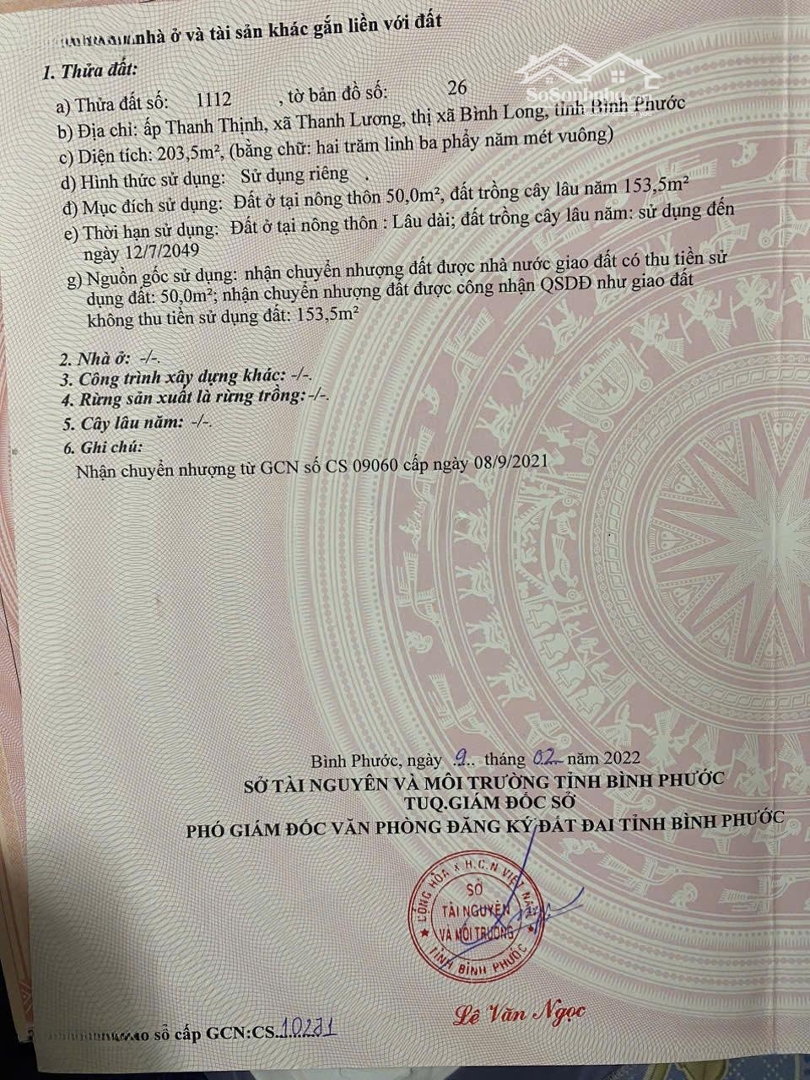 nhà ở và tài sản khác gắn liền với đất
SoSonhnha
1. Thửa đất:
a) Thửa đất số: 1112 , tờ bản đồ số: 26
b) Địa chỉ: ấp Thanh Thịnh, xã Thanh Lương, thị xã Bình Long, tỉnh Bình Phước
c) Diện tích: 203,5m², (bằng chữ: hai trăm linh ba phẩy năm mét vuông)
d) Hình thức sử dụng: Sử dụng riêng .
đ) Mục đích sử dụng: Đất ở tại nông thôn 50,0m², đất trồng cây lâu năm 153,5m²
e) Thời hạn sử dụng: Đất ở tại nông thôn : Lâu dài; đất trồng cây lâu năm: sử dụng đến
ngày 12/7/2049
g) Nguồn gốc sử dụng: nhận chuyển nhượng đất được nhà nước giao đất có thu tiền sử
dụng đất: 50,0m²; nhận chuyển nhượng đất được công nhận QSDĐ như giao đất
không thu tiền sử dụng đất: 153,5m²
2. Nhà ở: -/-.
3. Công trình xây dựng khác: -/-.
4. Rừng sản xuất là rừng trồng:-/-.
5. Cây lâu năm: -/-.
6. Ghi chú:
Nhận chuyển nhượng từ GCN số CS 09060 cấp ngày 08/9/2021
Bình Phước, ngày 9 tháng 02 năm 2022
SỞ TÀI NGUYÊN VÀ MÔI TRƯỜNG TỈNH BÌNH PHƯỚC
TUQ.GIÁM ĐỐC SỞ
PHÓ GIÁM ĐỐC VĂN PHÒNG ĐĂNG KÝ ĐẤT ĐAI TỈNH BÌNH PHƯỚC
CỘNG HÒA X.H.C.N VIỆT NAM
SỞ
TÀI NGUYÊN
VÀ MÔI TRƯỜNG
TỈNH BÌNH PHƯỚC
Lê Văn Ngọc
sổ cấp GCN:CS.10231